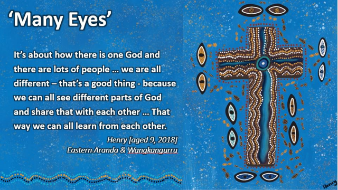 'Many Eyes'
It's about how there is one God and
there are lots of people ... we are all
different – that's a good thing - because
we can all see different parts of God
and share that with each other ... That
way we can all learn from each other.
Henry (aged 9, 2018)
Eastern Aranda & Wangkangurru